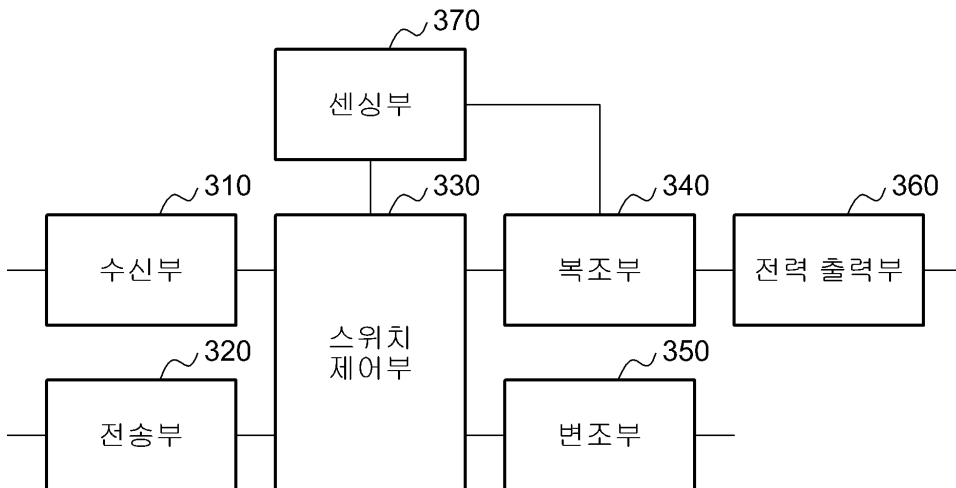 370
센싱부
310
330
340
360
수신부
복조부
전력 출력부
스위치
제어부
320
350
전송부
변조부